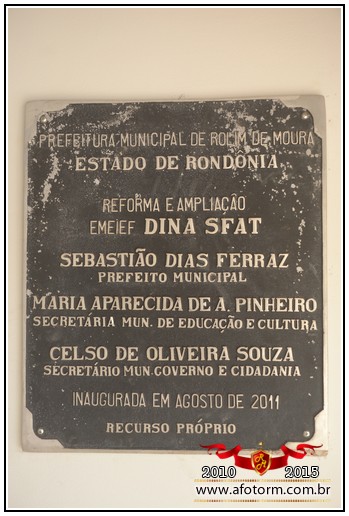 PREFEITURA MUNICIPAL DE ROLIM DE MOURA
ESTADO DE RONDÔNIA
REFORMA E AMPLIAÇÃO
EMEIEF DINA SFAT
SEBASTIÃO DIAS FERRAZ
PREFEITO MUNICIPAL
MARIA APARECIDA DE A. PINHEIRO
SECRETÁRIA MUN. DE EDUCAÇÃO E CULTURA
CELSO DE OLIVEIRA SOUZA
SECRETÁRIO MUN.GOVERNO E CIDADANIA
INAUGURADA EM AGOSTO DE 2011
RECURSO PRÓPRIO
2010 2015
www.afotorm.com.br